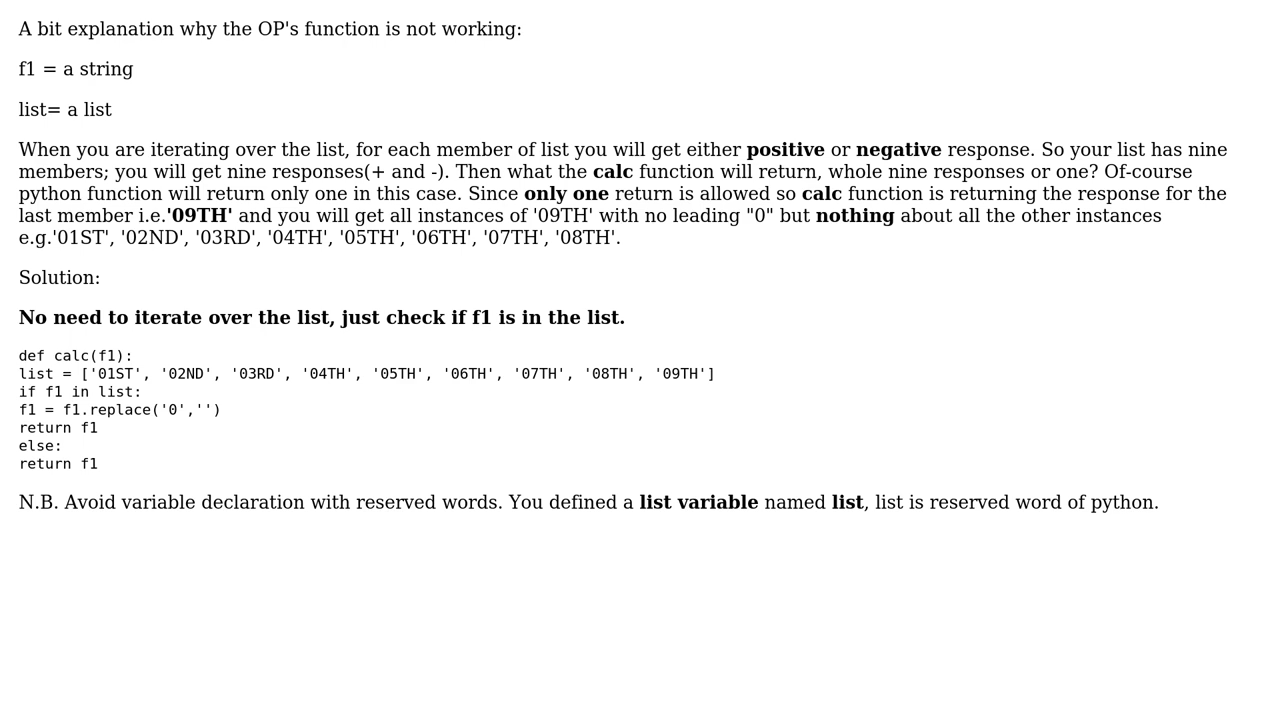 A bit explanation why the OP's function is not working:
f1 = a string
list= a list
When you are iterating over the list, for each member of list you will get either positive or negative response. So your list has nine
members; you will get nine responses(+ and -). Then what the calc function will return, whole nine responses or one? Of-course
python function will return only one in this case. Since only one return is allowed so calc function is returning the response for the
last member i.e.'09TH' and you will get all instances of '09TH' with no leading "0" but nothing about all the other instances
e.g.'01ST', '02ND', '03RD', '04TH', '05TH', '06TH', '07TH', '08TH'.
Solution:
No need to iterate over the list, just check if f1 is in the list.
def calc(f1):
list = ['01ST', '02ND', '03RD', '04TH', '05TH', '06TH', '07TH', '08TH', '09TH']
if f1 in list:
f1 = f1.replace('0','')
return f1
else:
return f1
N.B. Avoid variable declaration with reserved words. You defined a list variable named list, list is reserved word of python.